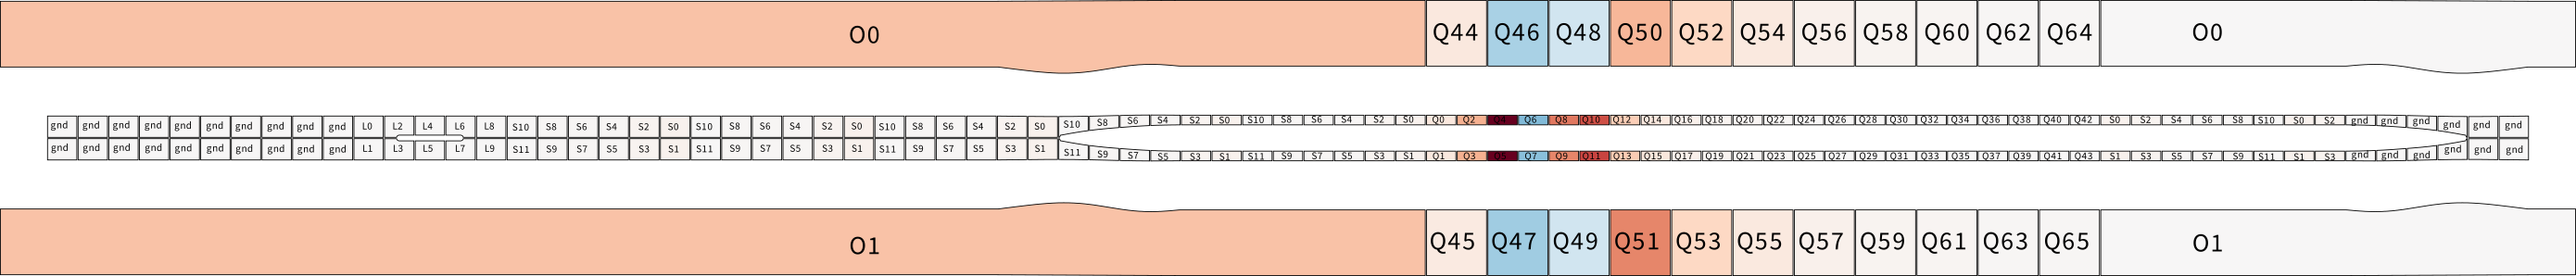 O0 Q44 Q46 Q48 Q50 Q52 Q54 Q56 Q58 Q60 Q62 Q64 O0
gnd gnd gnd gnd gnd gnd gnd gnd gnd gnd L0 L2 L4 L6 L8 S10 S8 S6 S4 S2 S0 S10 S8 S6 S4 S2 S0 S10 S8 S6 S4 S2 S0 S10 S8 S6 S4 S2 S0 S10 S8 S6 S4 S2 S0 Q0 Q2 Q4 Q6 Q8 Q10 Q12 Q14 Q16 Q18 Q20 Q22 Q24 Q26 Q28 Q30 Q32 Q34 Q36 Q38 Q40 Q42 S0 S2 S4 S6 S8 S10 S0 S2 gnd gnd gnd gnd gnd gnd
gnd gnd gnd gnd gnd gnd gnd gnd gnd gnd L1 L3 L5 L7 L9 S11 S9 S7 S5 S3 S1 S11 S9 S7 S5 S3 S1 S11 S9 S7 S5 S3 S1 S11 S9 S7 S5 S3 S1 S11 S9 S7 S5 S3 S1 Q1 Q3 Q5 Q7 Q9 Q11 Q13 Q15 Q17 Q19 Q21 Q23 Q25 Q27 Q29 Q31 Q33 Q35 Q37 Q39 Q41 Q43 S1 S3 S5 S7 S9 S11 S1 S3 gnd gnd gnd gnd gnd gnd
O1 Q45 Q47 Q49 Q51 Q53 Q55 Q57 Q59 Q61 Q63 Q65 O1